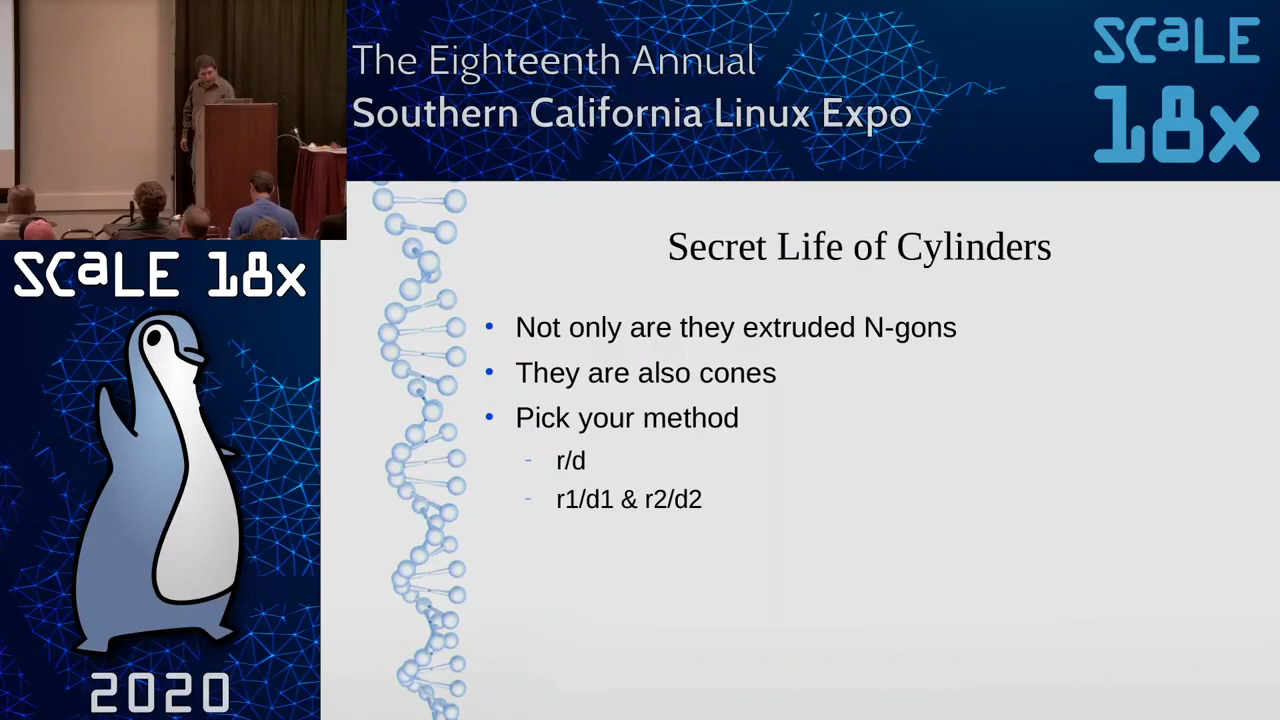 The Eighteenth Annual
Southern California Linux Expo
SCaLE
18x
SCaLE 18x
2020
Secret Life of Cylinders
• Not only are they extruded N-gons
• They are also cones
• Pick your method
- r/d
- r1/d1 & r2/d2